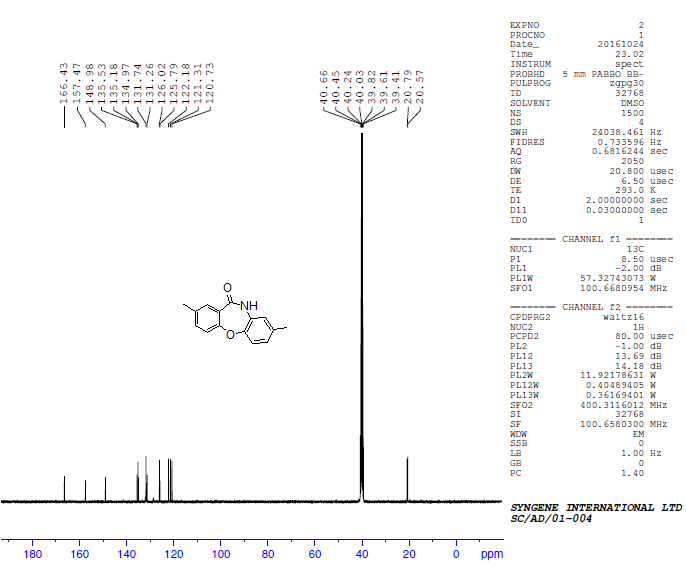 166.43
157.47
148.98
135.53
135.18
134.97
131.74
131.26
126.02
125.79
122.18
121.31
120.73
40.66
40.45
40.24
40.03
39.82
39.61
39.41
20.79
20.57
O
NH
O
180 160 140 120 100 80 60 40 20 0 ppm
EXPNO 2
PROCNO 1
Date_ 20161024
Time 23.02
INSTRUM spect
PROBHD 5 mm PABBO BB-
PULPROG zgpg30
TD 32768
SOLVENT DMSO
NS 1500
DS 4
SWH 24038.461 Hz
FIDRES 0.733596 Hz
AQ 0.6816244 sec
RG 2050
DW 20.800 usec
DE 6.50 usec
TE 293.0 K
D1 2.00000000 sec
D11 0.03000000 sec
TD0 1
======== CHANNEL f1 ========
NUC1 13C
P1 8.50 usec
PL1 -2.00 dB
PL1W 57.32743073 W
SFO1 100.6680954 MHz
======== CHANNEL f2 ========
CPDPRG2 waltz16
NUC2 1H
PCPD2 80.00 usec
PL2 -1.00 dB
PL12 13.69 dB
PL13 14.18 dB
PL2W 11.92178631 W
PL12W 0.40489405 W
PL13W 0.36169401 W
SFO2 400.3116012 MHz
SI 32768
SF 100.6580300 MHz
WDW EM
SSB 0
LB 1.00 Hz
GB 0
PC 1.40
SYNGENE INTERNATIONAL LTD
SC/AD/01-004